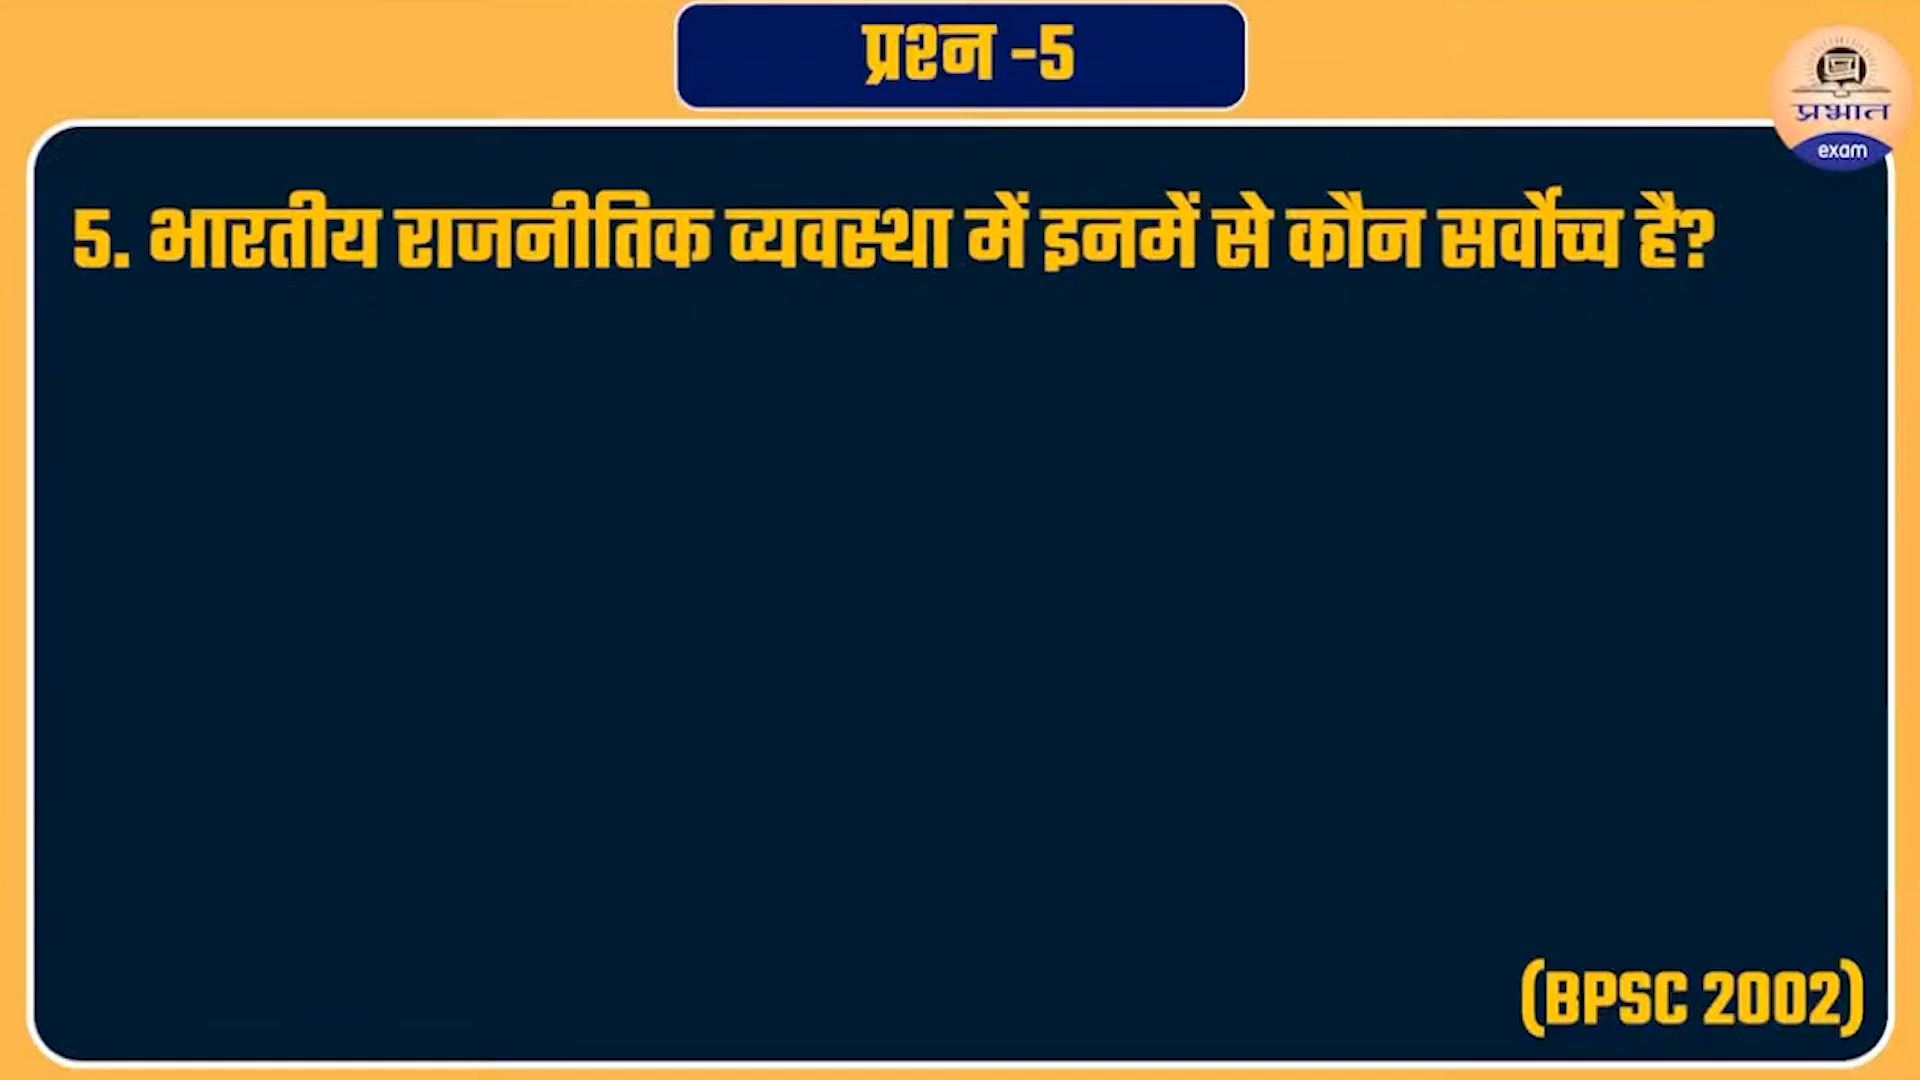 प्रश्न -5
प्रभात
exam
5. भारतीय राजनीतिक व्यवस्था में इनमें से कौन सर्वोच्च है?
(BPSC 2002)